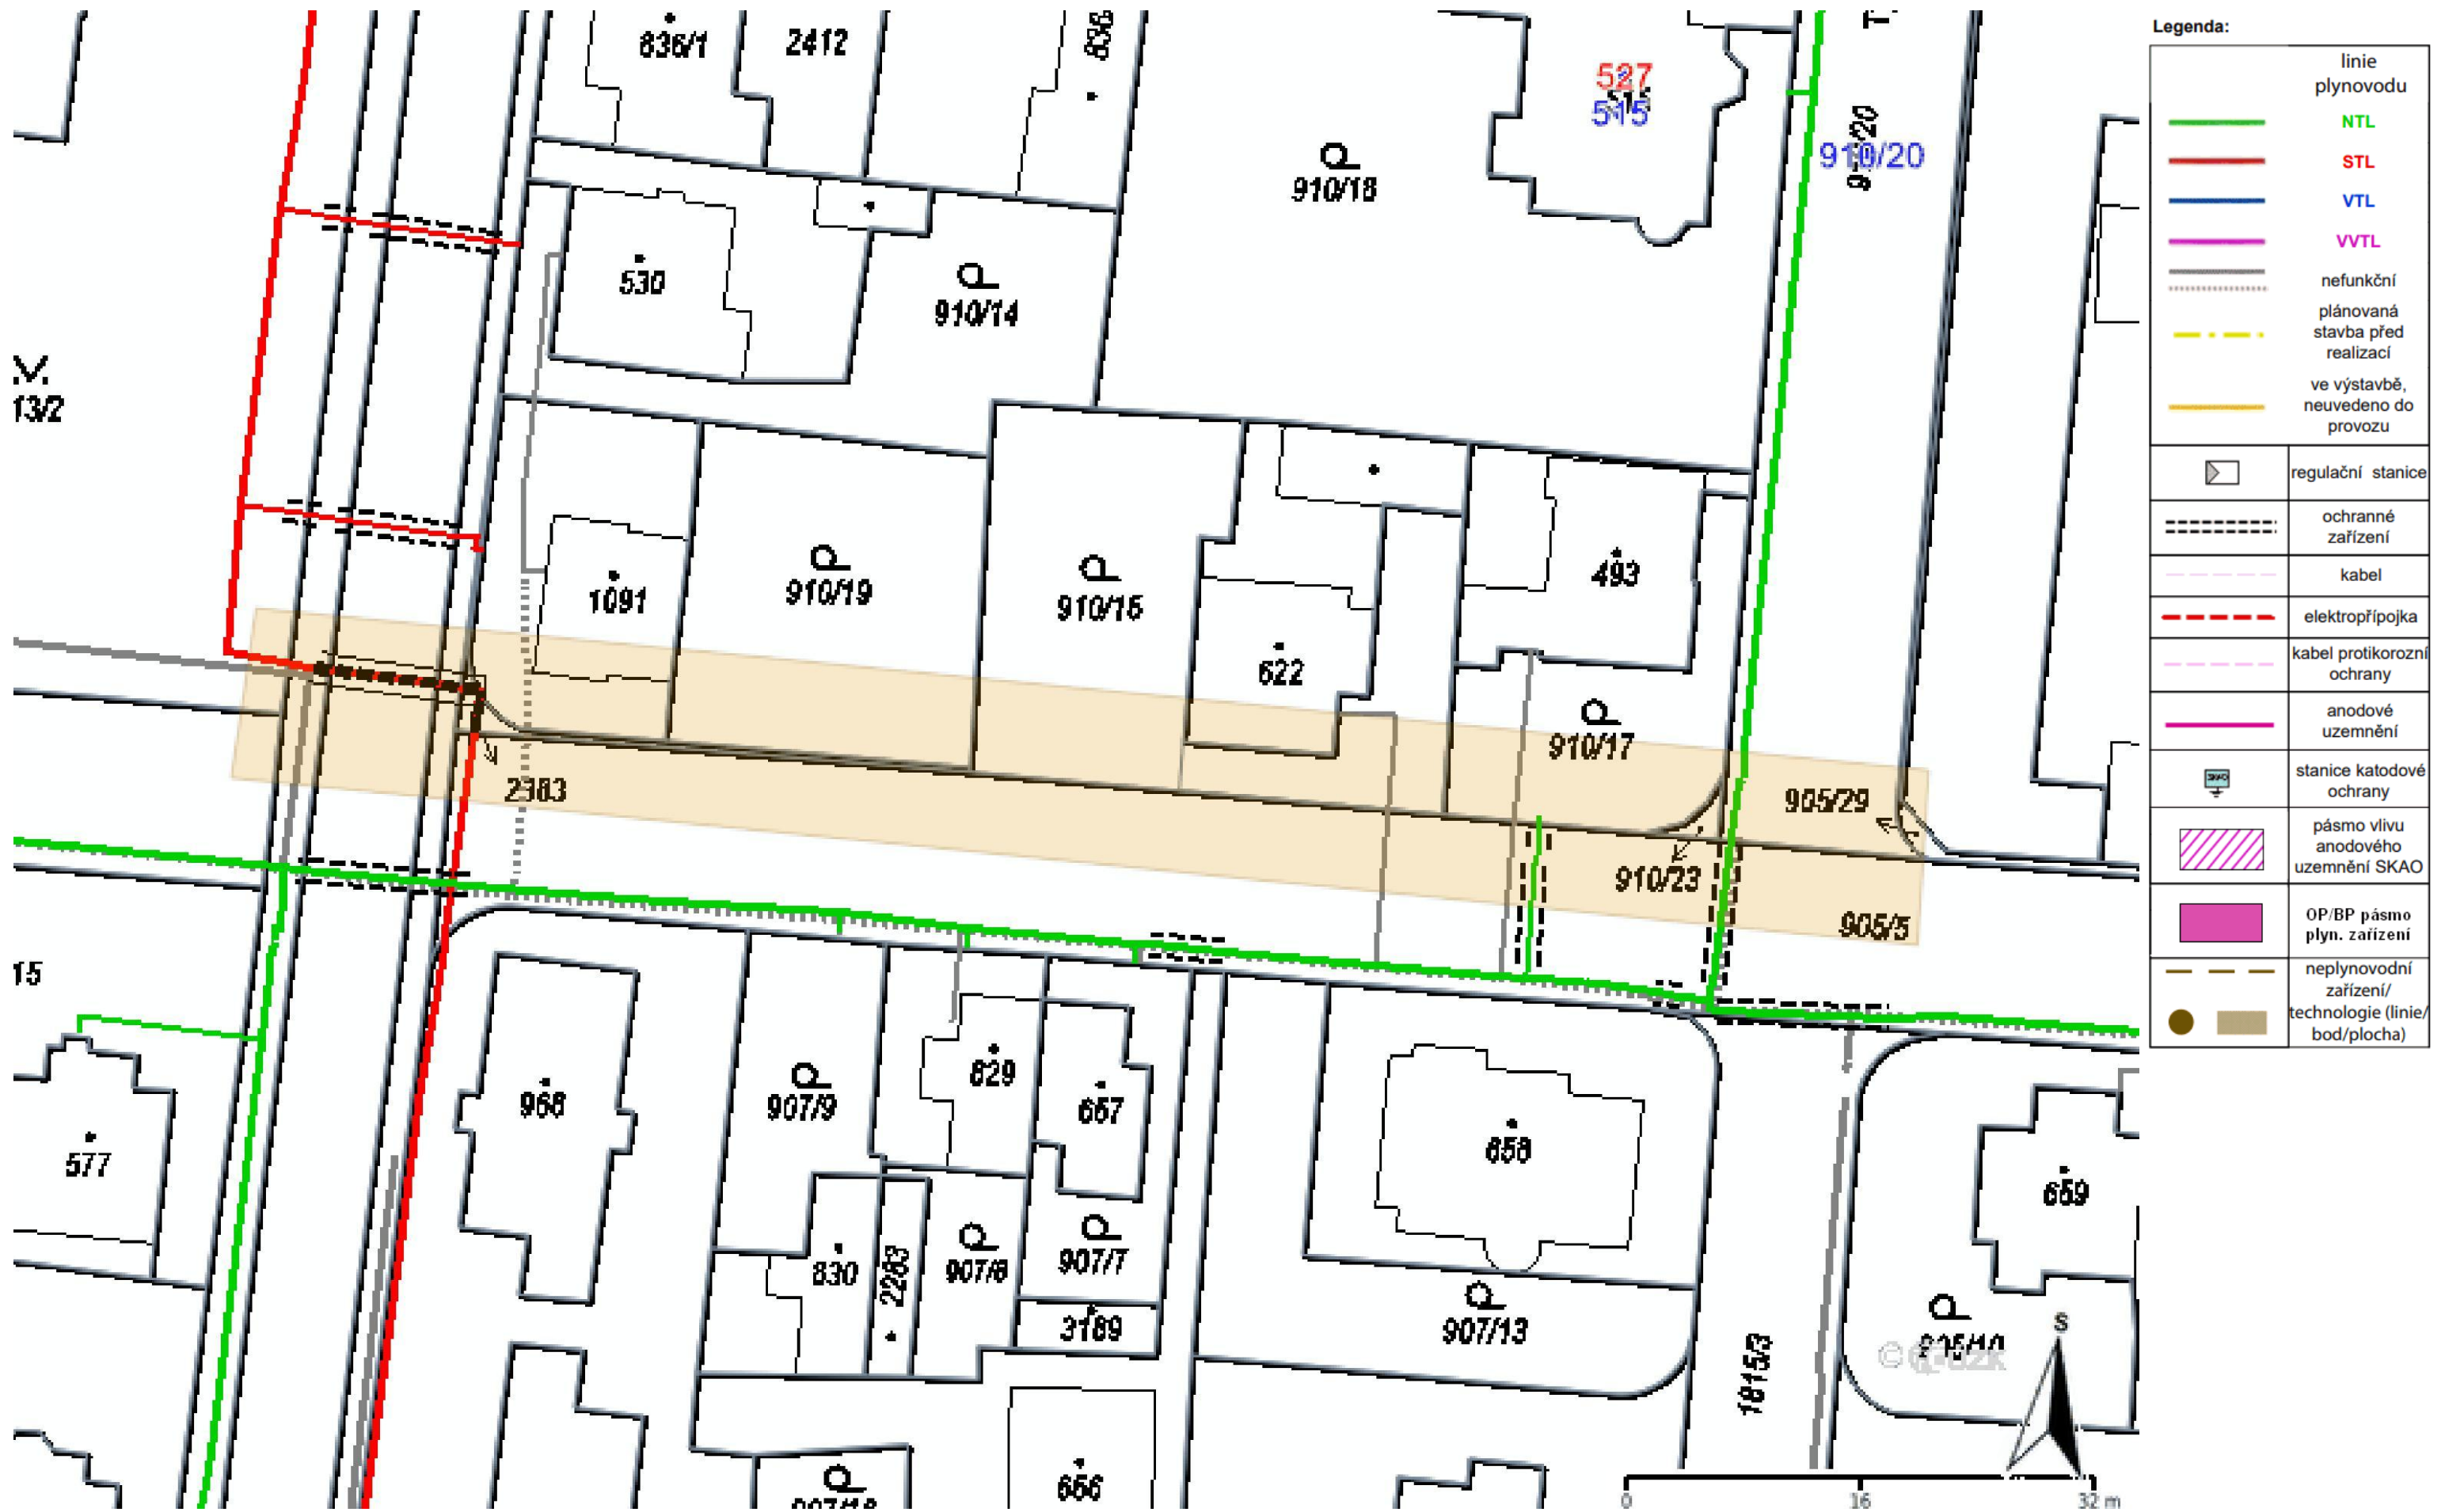 836/1
2412
836
527
515
910/20
910/18
530
910/14
13/2
1091
910/19
910/15
622
493
910/17
2383
905/29
910/23
905/5
15
968
907/9
829
657
658
577
830
2283
907/8
907/7
3189
907/13
1815/3
659
656
S
0
16
32 m
Legenda:
linie
plynovodu
NTL
STL
VTL
VVTL
nefunkční
plánovaná
stavba před
realizací
ve výstavbě,
neuvedeno do
provozu
regulační stanice
ochranné
zařízení
kabel
elektropřípojka
kabel protikorozní
ochrany
anodové
uzemnění
SKAO
stanice katodové
ochrany
pásmo vlivu
anodového
uzemnění SKAO
OP/BP pásmo
plyn. zařízení
neplynovodní
zařízení/
technologie (linie/
bod/plocha)